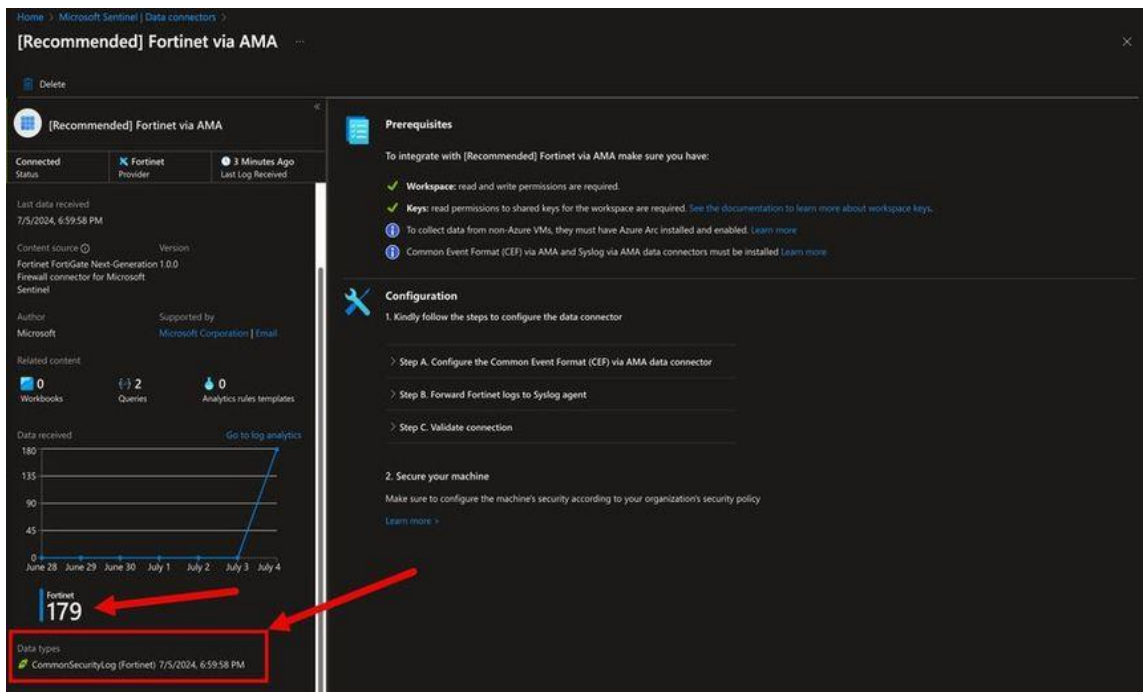 Home > Microsoft Sentinel | Data connectors >
[Recommended] Fortinet via AMA ...
Delete
[Recommended] Fortinet via AMA
Connected
Status
Fortinet
Provider
3 Minutes Ago
Last Log Received
Last data received
7/5/2024, 6:59:58 PM
Content source
Version
Fortinet FortiGate Next-Generation 1.0.0
Firewall connector for Microsoft
Sentinel
Author
Supported by
Microsoft
Microsoft Corporation | Email
Related content
0
Workbooks
2
Queries
0
Analytics rules templates
Data received
Go to log analytics
180
135
90
45
0
June 28 June 29 June 30 July 1 July 2 July 3 July 4
Fortinet
179
Data types
CommonSecurityLog (Fortinet) 7/5/2024, 6:59:58 PM
Prerequisites
To integrate with [Recommended] Fortinet via AMA make sure you have:
Workspace: read and write permissions are required.
Keys: read permissions to shared keys for the workspace are required. See the documentation to learn more about workspace keys.
To collect data from non-Azure VMs, they must have Azure Arc installed and enabled. Learn more
Common Event Format (CEF) via AMA and Syslog via AMA data connectors must be installed Learn more
Configuration
1. Kindly follow the steps to configure the data connector
> Step A. Configure the Common Event Format (CEF) via AMA data connector
> Step B. Forward Fortinet logs to Syslog agent
> Step C. Validate connection
2. Secure your machine
Make sure to configure the machine's security according to your organization's security policy
Learn more >